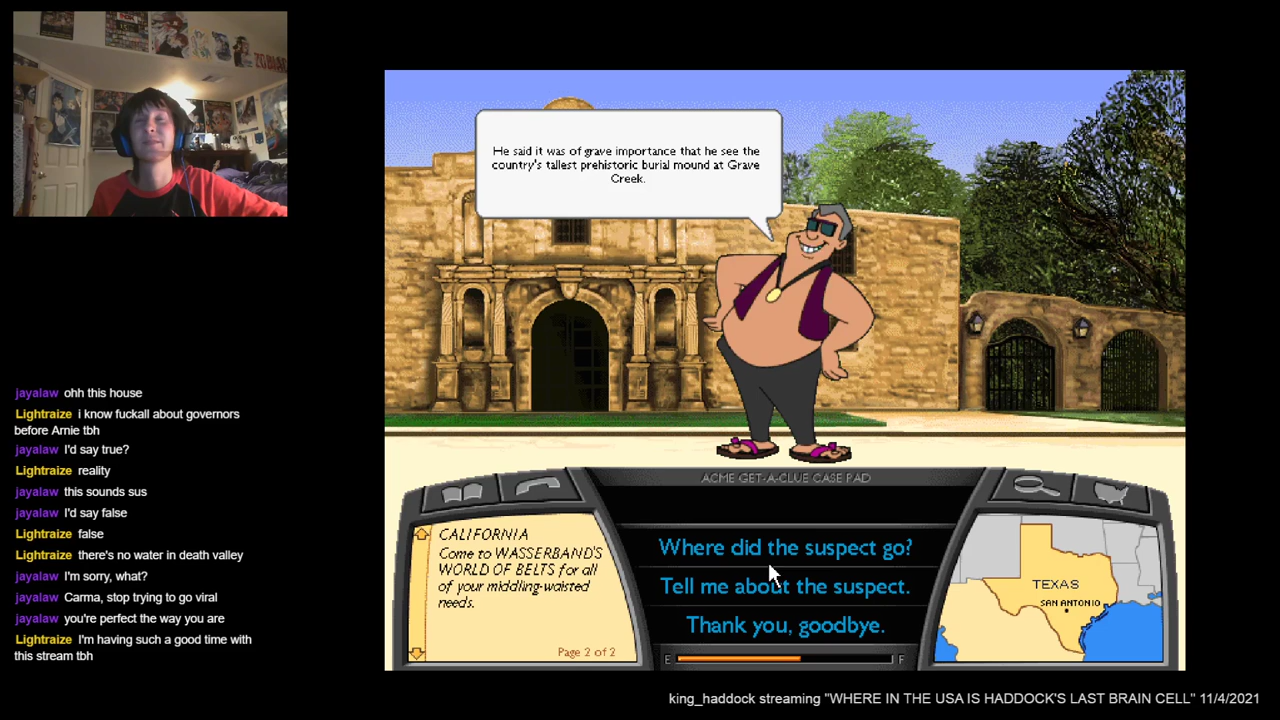 He said it was of grave importance that he see the
country's tallest prehistoric burial mound at Grave
Creek.
jayalaw ohh this house
Lightraize i know fuckall about governors
before Arnie tbh
jayalaw I'd say true?
Lightraize reality
jayalaw this sounds sus
jayalaw I'd say false
Lightraize false
Lightraize there's no water in death valley
jayalaw I'm sorry, what?
jayalaw Carma, stop trying to go viral
jayalaw you're perfect the way you are
Lightraize I'm having such a good time with
this stream tbh
ACME GET-A-CLUE CASE PAD
CALIFORNIA
Come to WASSERBAND'S
WORLD OF BELTS for all
of your middling-waisted
needs.
Page 2 of 2
Where did the suspect go?
Tell me about the suspect.
Thank you, goodbye.
E F
TEXAS
SAN ANTONIO
king_haddock streaming "WHERE IN THE USA IS HADDOCK'S LAST BRAIN CELL" 11/4/2021